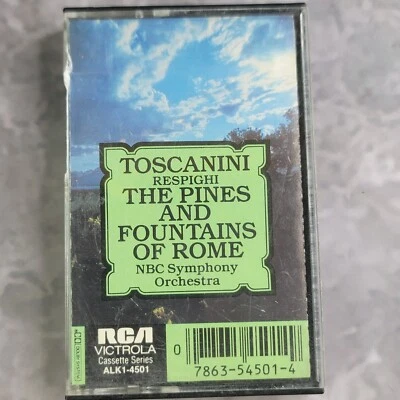 TOSCANINI
RESPIGHI
THE PINES
AND
FOUNTAINS
OF ROME
NBC Symphony
Orchestra
RCA
VICTROLA
Cassette Series
ALK1-4501
0
7863-54501-4